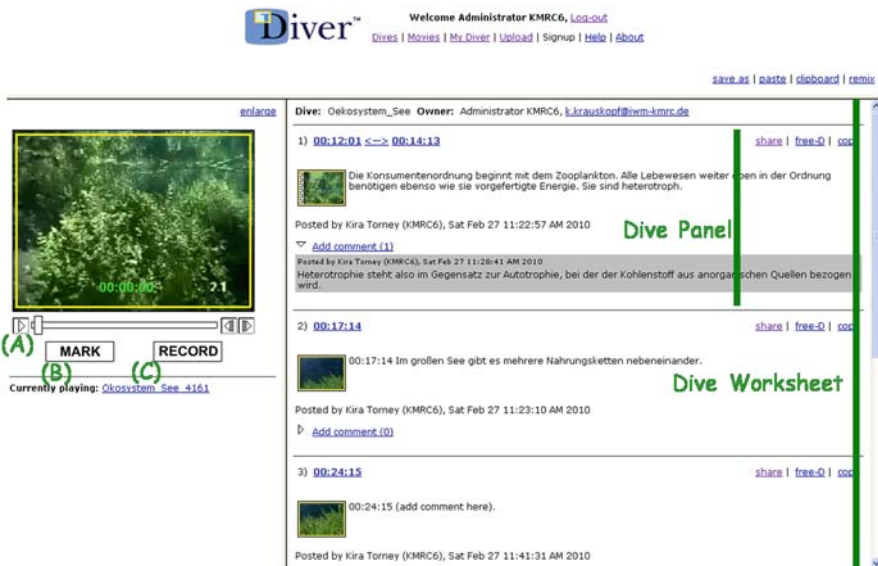 Diver™
Welcome Administrator KMRC6, Log-out
Dives | Movies | My Diver | Upload | Signup | Help | About
save as | paste | clipboard | remix
enlarge
00:00:00 2.1
(A)
MARK RECORD
(B) (C)
Currently playing: Okosystem_See_4161
Dive: Oekosystem_See Owner: Administrator KMRC6, k.krauskopf@iwm-kmrc.de
1) 00:12:01 <-> 00:14:13 share | free-D | cop
Die Konsumentenordnung beginnt mit dem Zooplankton. Alle Lebewesen weiter oben in der Ordnung
benötigen ebenso wie sie vorgefertigte Energie. Sie sind heterotroph.
Posted by Kira Torney (KMRC6), Sat Feb 27 11:22:57 AM 2010
Dive Panel
Add comment (1)
Posted by Kira Torney (KMRC6), Sat Feb 27 11:28:41 AM 2010
Heterotrophie steht also im Gegensatz zur Autotrophie, bei der der Kohlenstoff aus anorganischen Quellen bezogen
wird.
2) 00:17:14 share | free-D | cop
00:17:14 Im großen See gibt es mehrere Nahrungsketten nebeneinander.
Dive Worksheet
Posted by Kira Torney (KMRC6), Sat Feb 27 11:23:10 AM 2010
Add comment (0)
3) 00:24:15 share | free-D | cop
00:24:15 (add comment here).
Posted by Kira Torney (KMRC6), Sat Feb 27 11:41:31 AM 2010